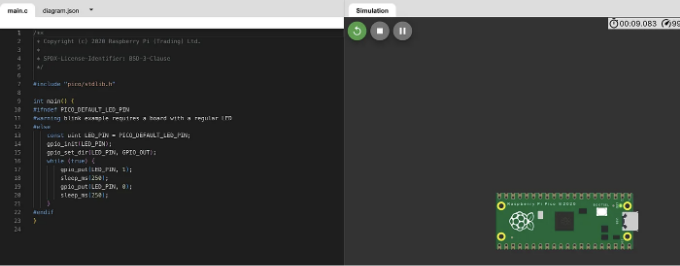 main.c
diagram.json
Simulation
00:09.083
99
1 /**
2 * Copyright (c) 2020 Raspberry Pi (Trading) Ltd.
3 *
4 * SPDX-License-Identifier: BSD-3-Clause
5 */
6
7 #include "pico/stdlib.h"
8
9 int main() {
10 #ifndef PICO_DEFAULT_LED_PIN
11 #warning blink example requires a board with a regular LED
12 #else
13 const uint LED_PIN = PICO_DEFAULT_LED_PIN;
14 gpio_init(LED_PIN);
15 gpio_set_dir(LED_PIN, GPIO_OUT);
16 while (true) {
17 gpio_put(LED_PIN, 1);
18 sleep_ms(250);
19 gpio_put(LED_PIN, 0);
20 sleep_ms(250);
21 }
22 #endif
23 }
24
Raspberry Pi Pico ©2020